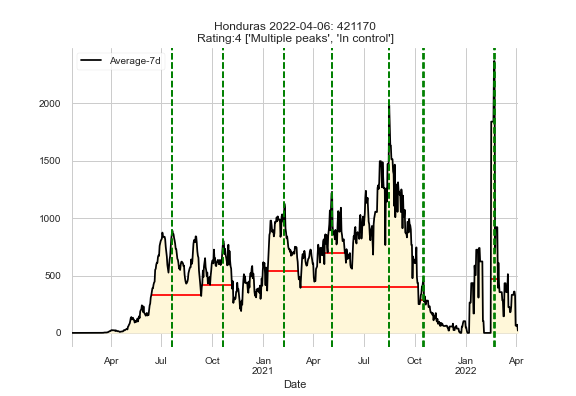 Honduras 2022-04-06: 421170
Rating:4 ['Multiple peaks', 'In control']
Average-7d
2000
1500
1000
500
0
Apr Jul Oct Jan Apr Jul Oct Jan Apr
2021 2022
Date